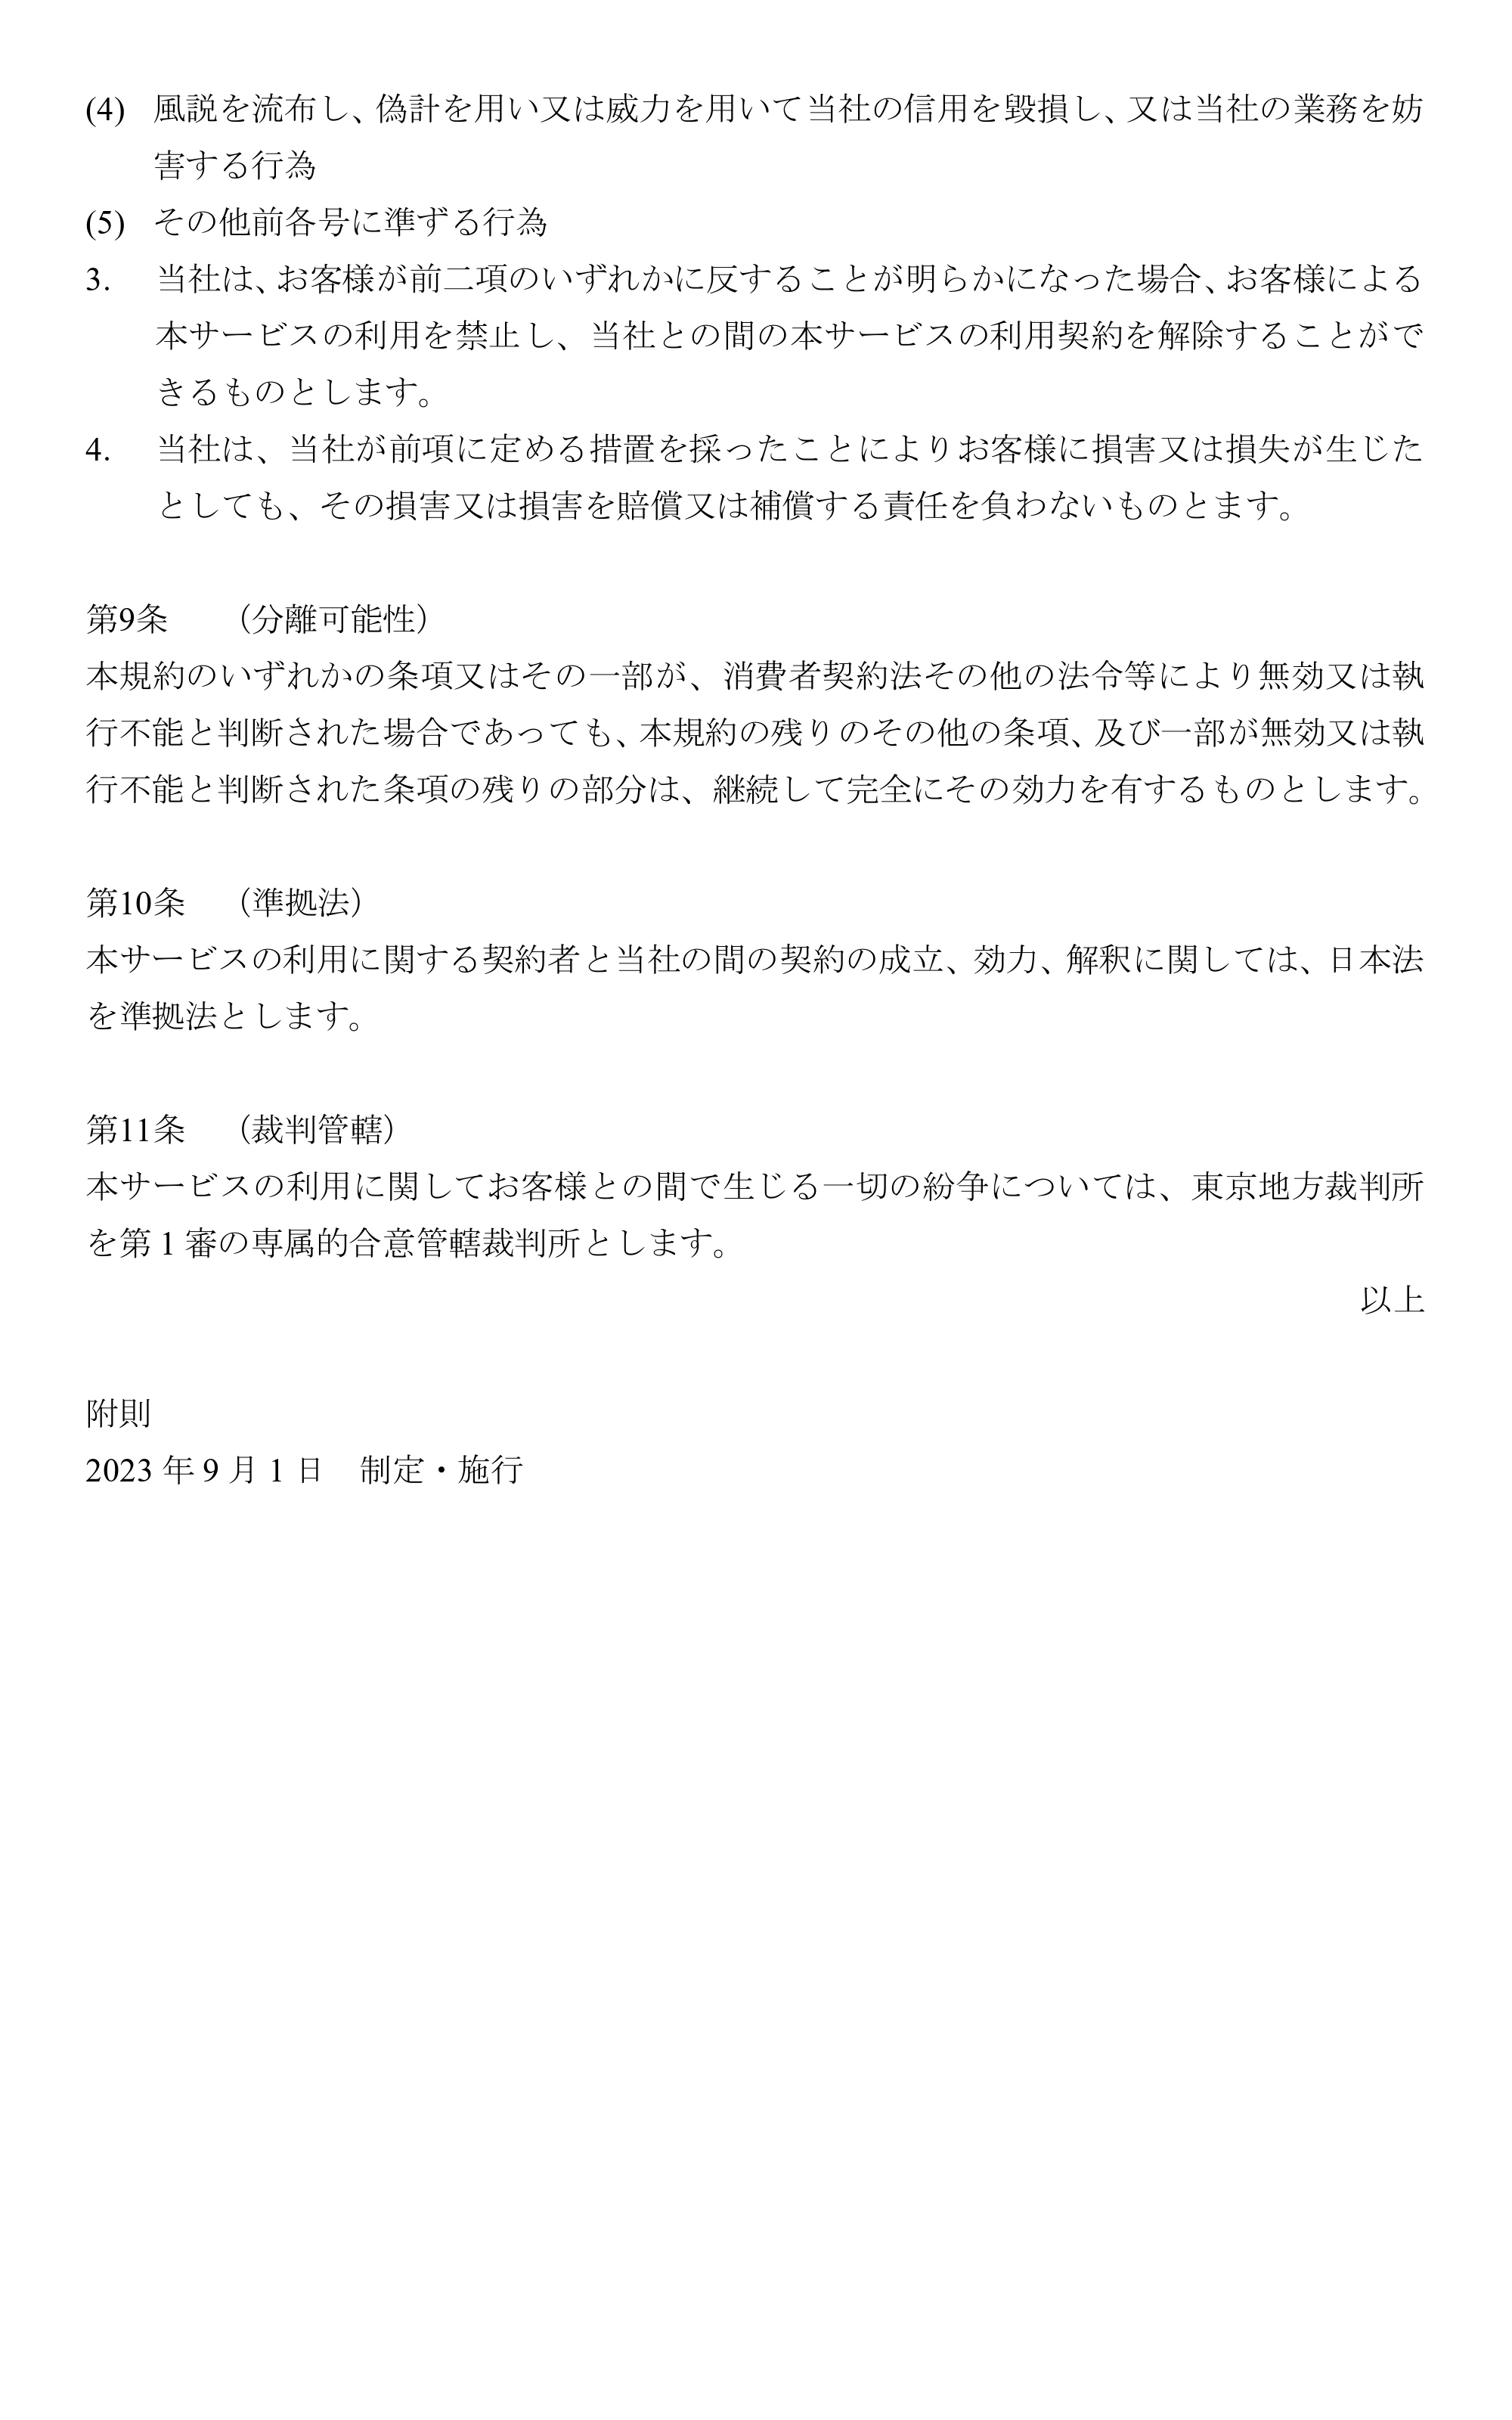 (4) 風説を流布し、偽計を用い又は威力を用いて当社の信用を毀損し、又は当社の業務を妨
害する行為
(5) その他前各号に準ずる行為
3. 当社は、お客様が前二項のいずれかに反することが明らかになった場合、お客様による
本サービスの利用を禁止し、当社との間の本サービスの利用契約を解除することがで
きるものとします。
4. 当社は、当社が前項に定める措置を採ったことによりお客様に損害又は損失が生じた
としても、その損害又は損害を賠償又は補償する責任を負わないものとます。
第9条 （分離可能性）
本規約のいずれかの条項又はその一部が、消費者契約法その他の法令等により無効又は執
行不能と判断された場合であっても、本規約の残りのその他の条項、及び一部が無効又は執
行不能と判断された条項の残りの部分は、継続して完全にその効力を有するものとします。
第10条 （準拠法）
本サービスの利用に関する契約者と当社の間の契約の成立、効力、解釈に関しては、日本法
を準拠法とします。
第11条 （裁判管轄）
本サービスの利用に関してお客様との間で生じる一切の紛争については、東京地方裁判所
を第 1 審の専属的合意管轄裁判所とします。
以上
附則
2023 年 9 月 1 日　制定・施行